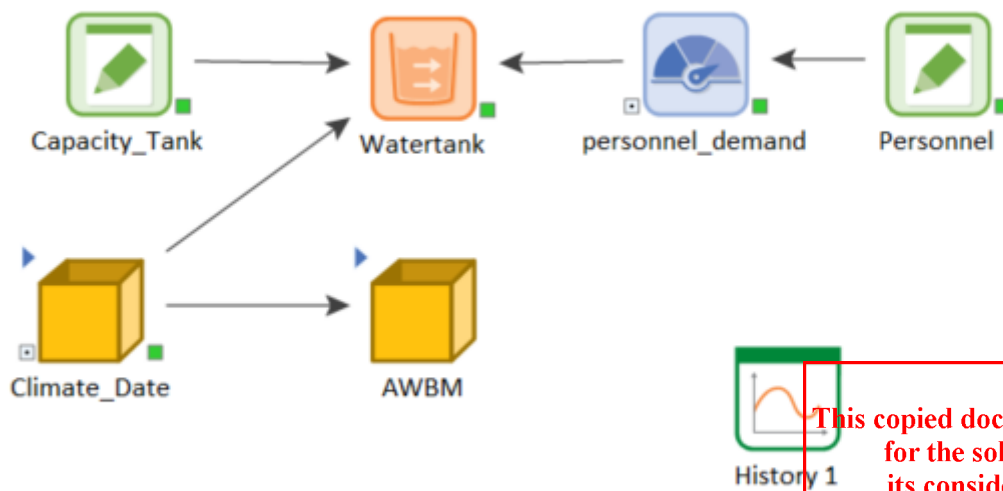 Capacity_Tank
Watertank
personnel_demand
Personnel
Climate_Date
AWBM
History 1
This copied doc
for the sol
its conside